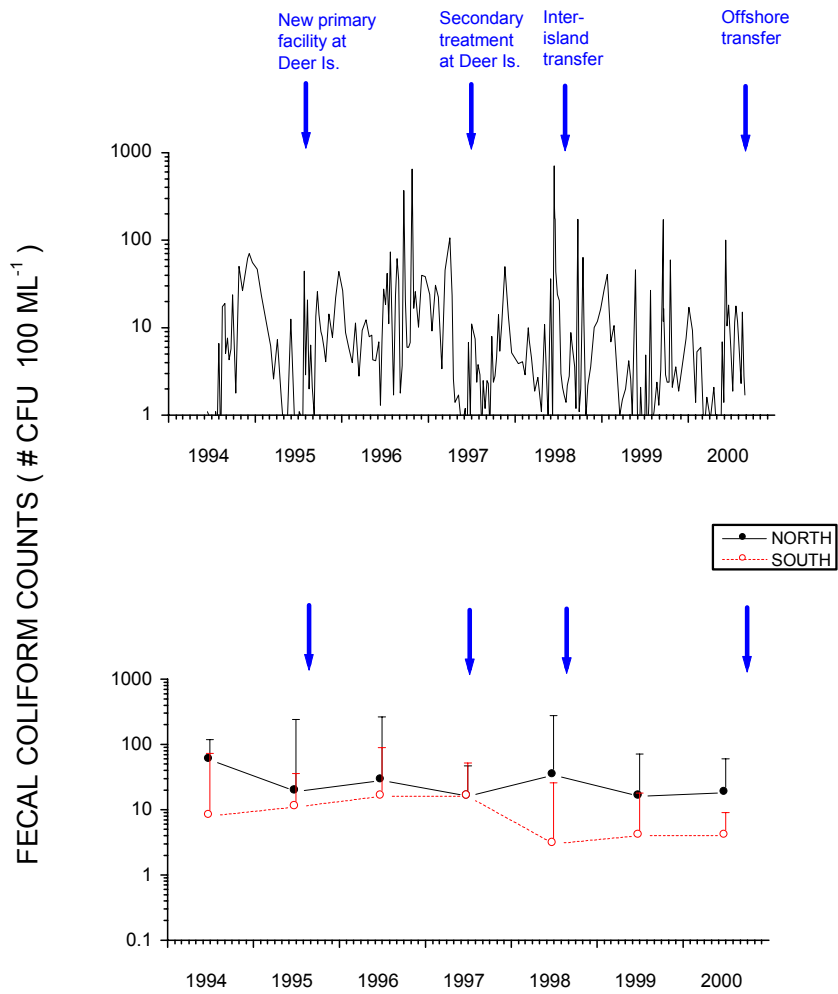 New primary
facility at
Deer Is.
Secondary
treatment
at Deer Is.
Inter-
island
transfer
Offshore
transfer
FECAL COLIFORM COUNTS ( # CFU 100 ML⁻¹ )
1000
100
10
1
1994 1995 1996 1997 1998 1999 2000
NORTH
SOUTH
1000
100
10
1
0.1
1994 1995 1996 1997 1998 1999 2000